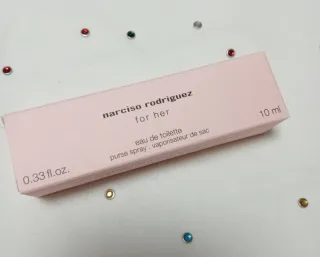 narciso rodriguez
for her
eau de toilette
purse spray . vaporisateur de sac
0.33 fl.oz.
10 ml